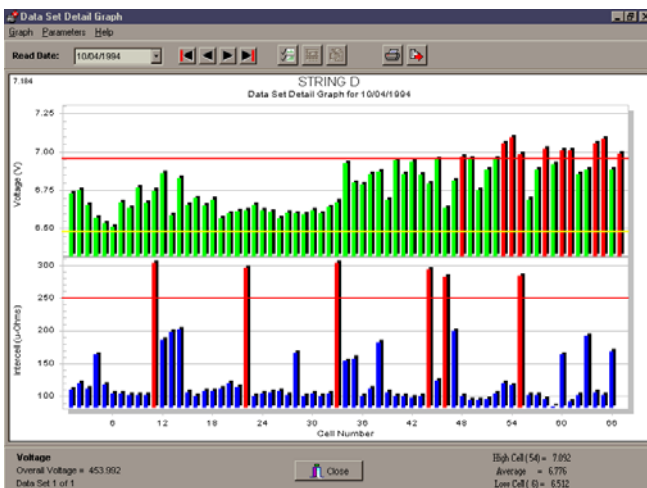 Data Set Detail Graph
Graph Parameters Help
Read Date: 10/04/1994
7.184
STRING D
Data Set Detail Graph for 10/04/1994
7.25
7.00
6.75
6.50
Voltage (V)
300
250
200
150
100
Intercell (µ-Ohms)
6 12 18 24 30 36 42 48 54 60 66
Cell Number
Voltage
Overall Voltage = 453.992
Data Set 1 of 1
Close
High Cell (54) = 7.092
Average = 6.776
Low Cell ( 6) = 6.512